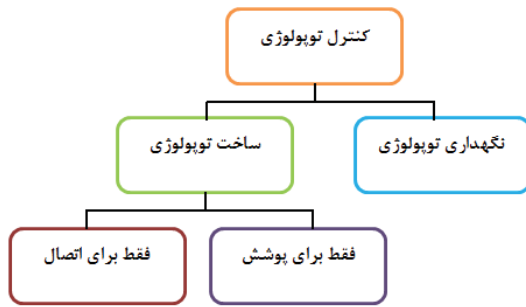 کنترل توپولوژی
نگهداری توپولوژی
ساخت توپولوژی
فقط برای پوشش
فقط برای اتصال